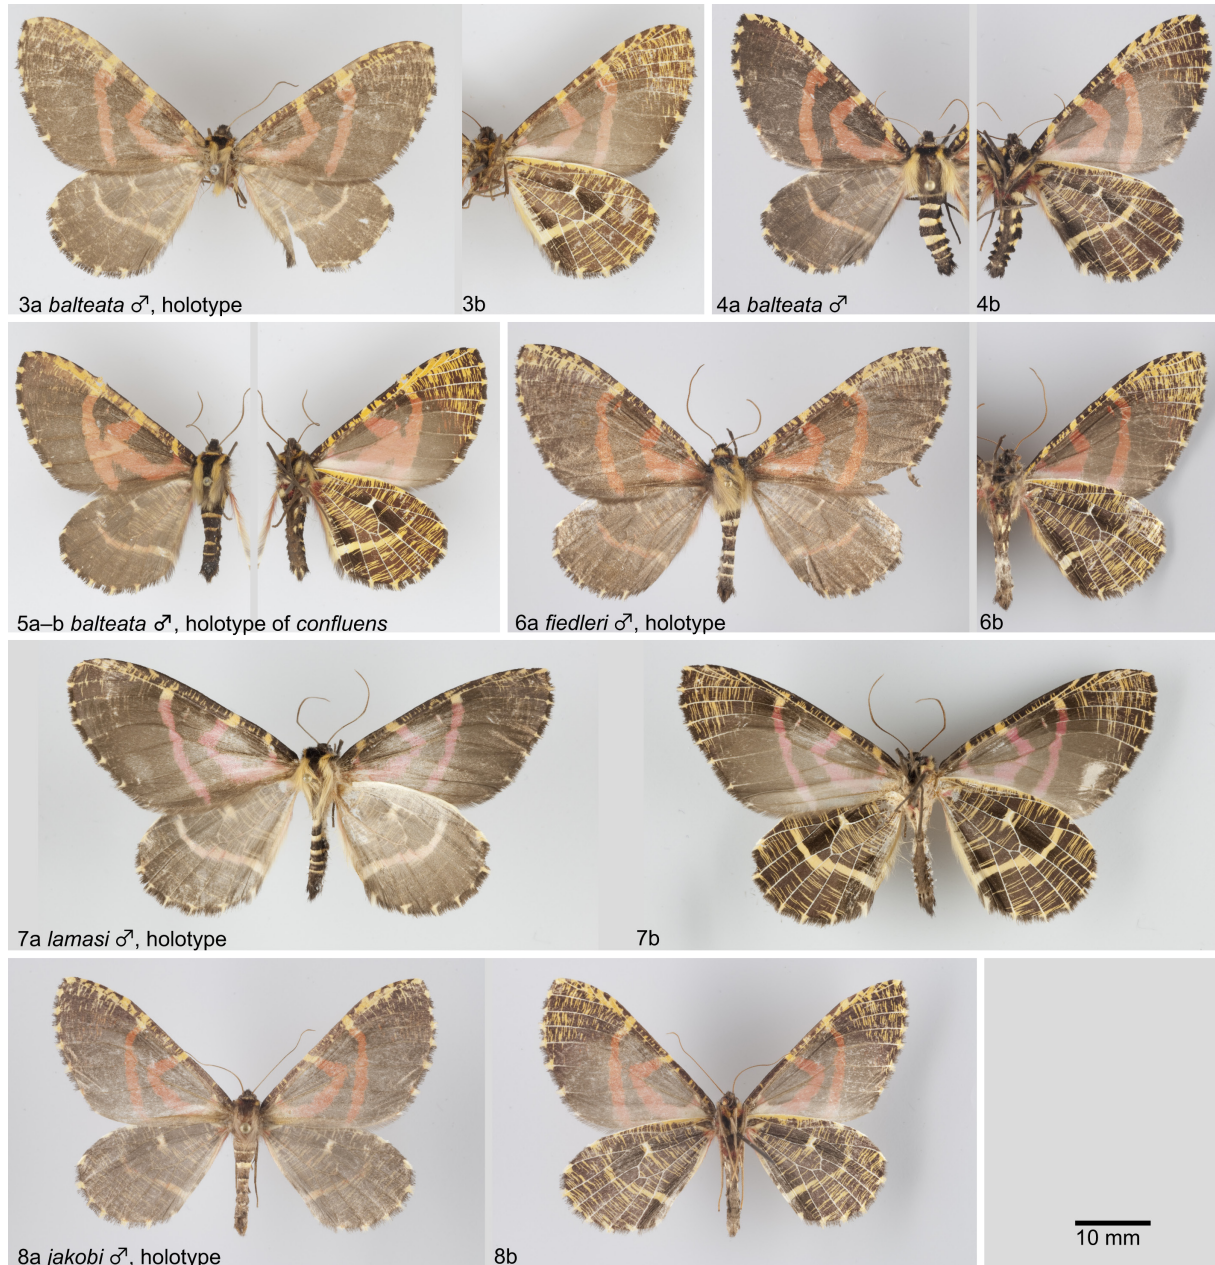 3a balteata ♂, holotype
3b
4a balteata ♂
4b
5a–b balteata ♂, holotype of confluens
6a fiedleri ♂, holotype
6b
7a lamasi ♂, holotype
7b
8a jakobi ♂, holotype
8b
10 mm